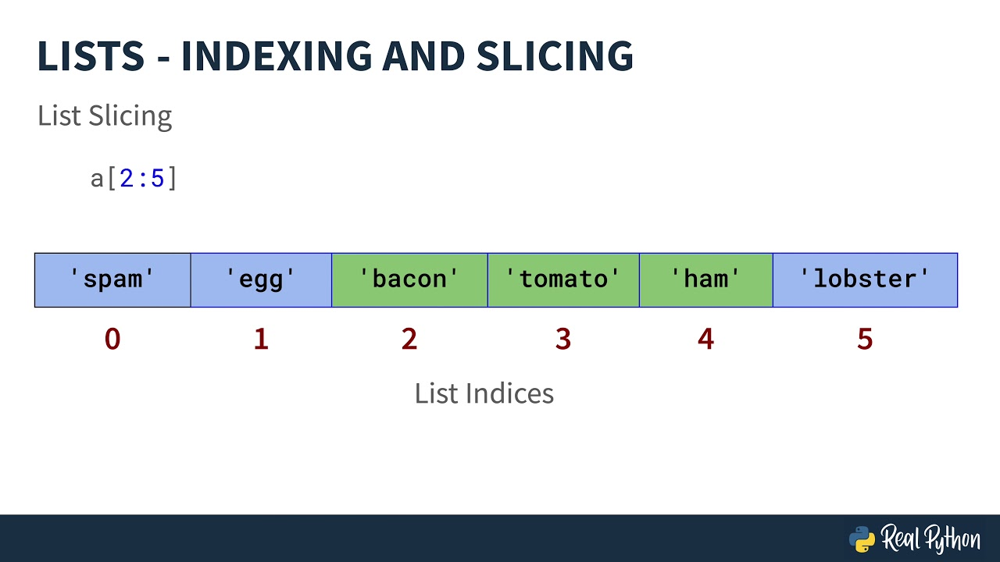 LISTS - INDEXING AND SLICING
List Slicing
a[2:5]
'spam' 'egg' 'bacon' 'tomato' 'ham' 'lobster'
0 1 2 3 4 5
List Indices
Real Python